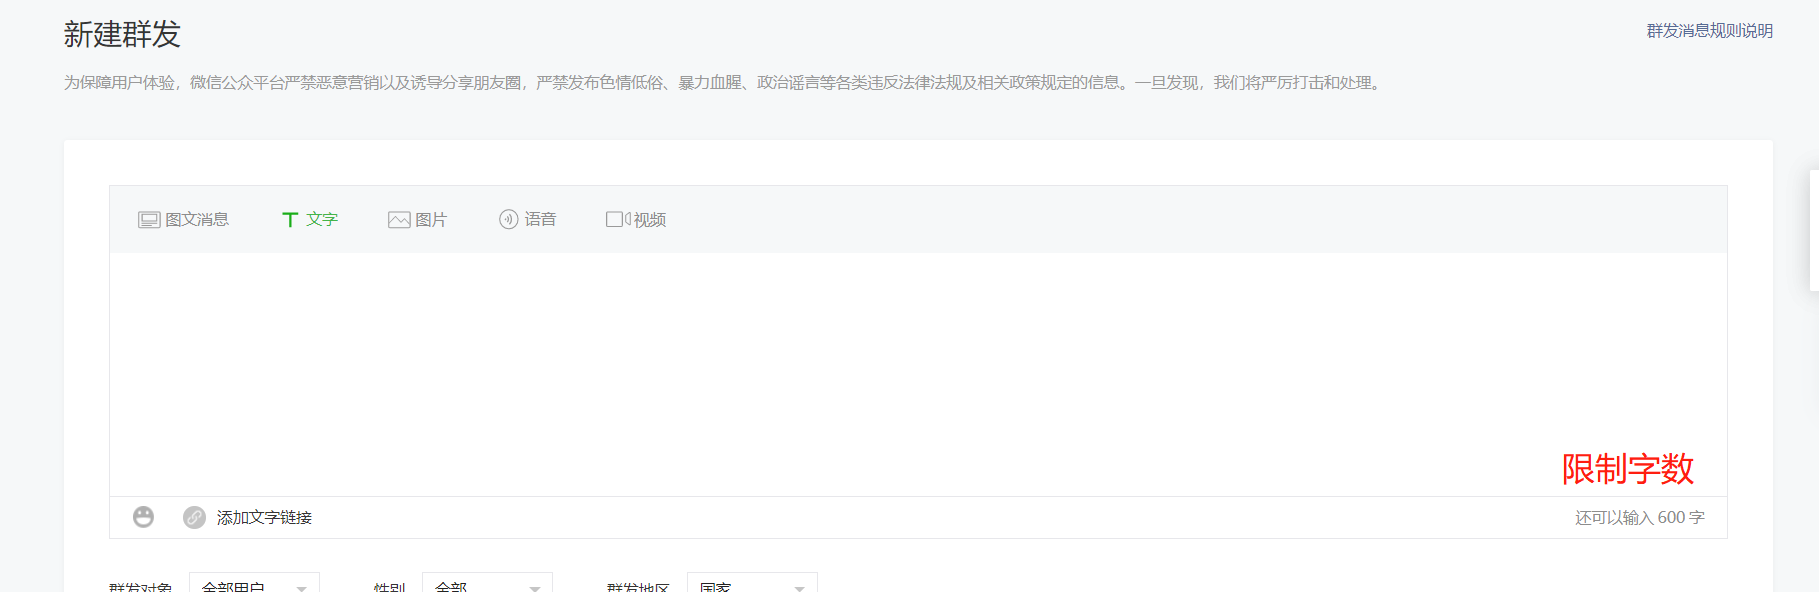 新建群发
群发消息规则说明
为保障用户体验，微信公众平台严禁恶意营销以及诱导分享朋友圈，严禁发布色情低俗、暴力血腥、政治谣言等各类违反法律法规及相关政策规定的信息。一旦发现，我们将严厉打击和处理。
图文消息 文字 图片 语音 视频
限制字数
添加文字链接 还可以输入 600 字
群发对象 全部用户 性别 全部 群发地区 国家